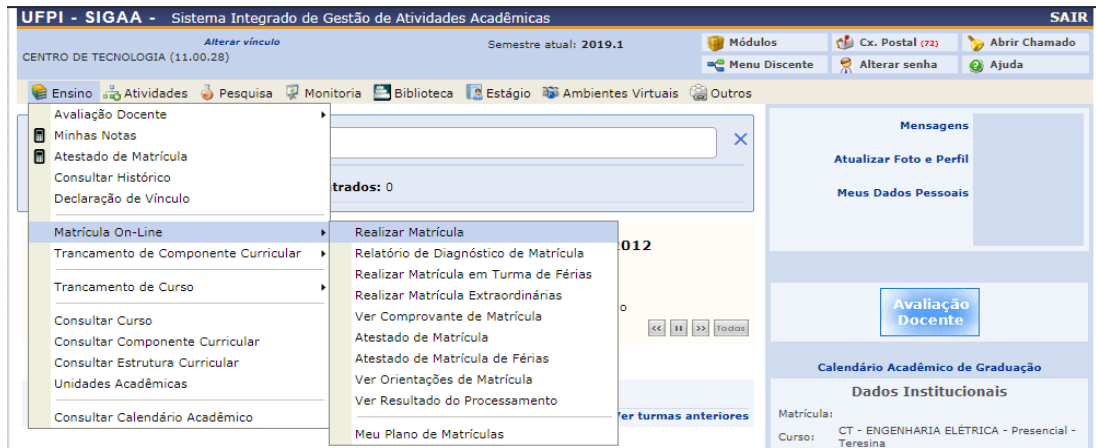 UFPI - SIGAA - Sistema Integrado de Gestão de Atividades Acadêmicas SAIR
Alterar vínculo
CENTRO DE TECNOLOGIA (11.00.28)
Semestre atual: 2019.1
Módulos
Cx. Postal (72)
Abrir Chamado
Menu Discente
Alterar senha
Ajuda
Ensino Atividades Pesquisa Monitoria Biblioteca Estágio Ambientes Virtuais Outros
Avaliação Docente
Minhas Notas
Atestado de Matrícula
Consultar Histórico
Declaração de Vínculo
Matrícula On-Line
Trancamento de Componente Curricular
Trancamento de Curso
Consultar Curso
Consultar Componente Curricular
Consultar Estrutura Curricular
Unidades Acadêmicas
Consultar Calendário Acadêmico
trados: 0
Realizar Matrícula
Relatório de Diagnóstico de Matrícula
Realizar Matrícula em Turma de Férias
Realizar Matrícula Extraordinárias
Ver Comprovante de Matrícula
Atestado de Matrícula
Atestado de Matrícula de Férias
Ver Orientações de Matrícula
Ver Resultado do Processamento
Meu Plano de Matrículas
012
o
<< II >> Todas
Ver turmas anteriores
Mensagens
Atualizar Foto e Perfil
Meus Dados Pessoais
Avaliação
Docente
Calendário Acadêmico de Graduação
Dados Institucionais
Matrícula:
Curso: CT - ENGENHARIA ELÉTRICA - Presencial -
Teresina